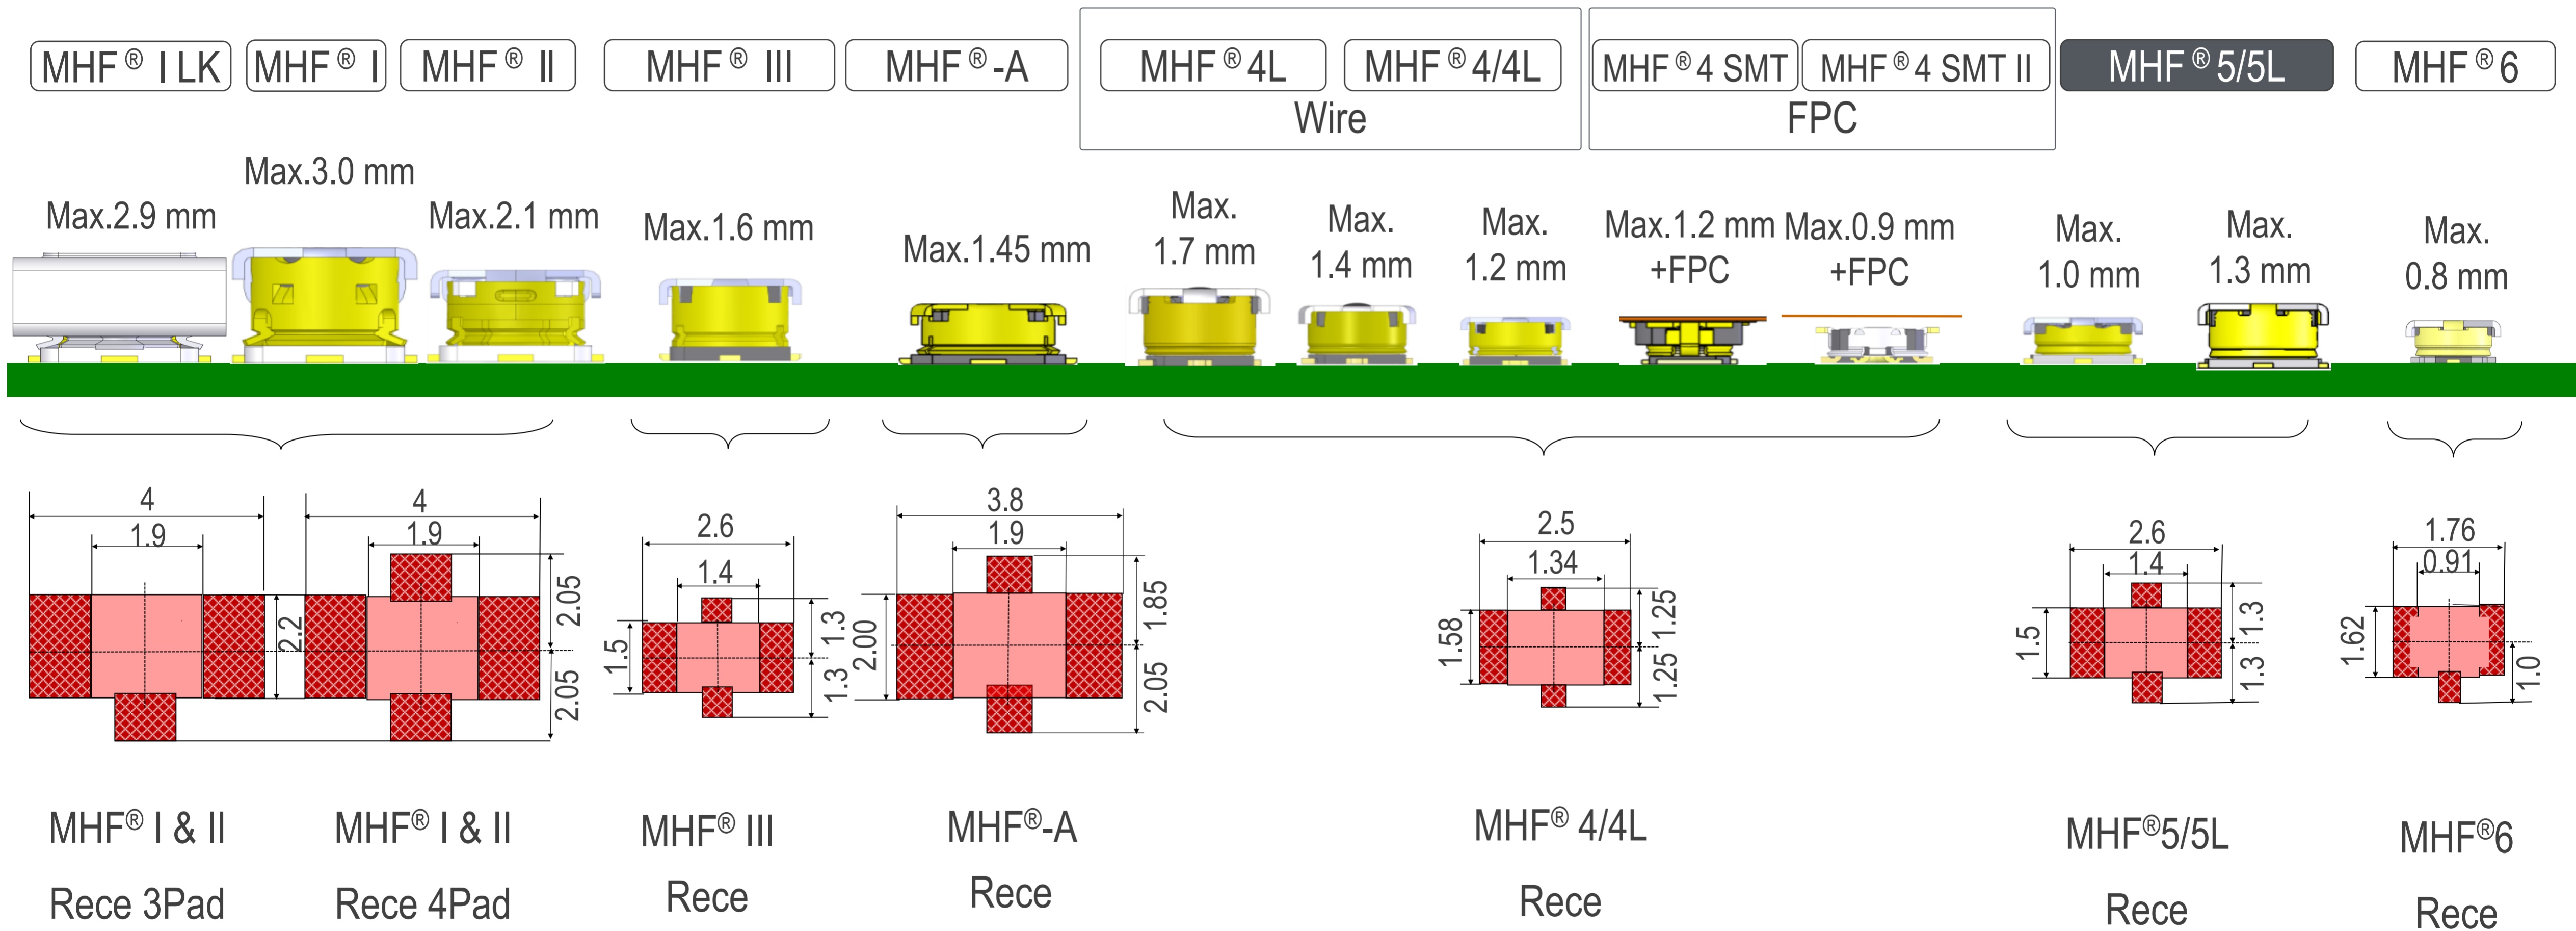 MHF® I LK
MHF® I
MHF® II
MHF® III
MHF®-A
MHF®4L
MHF®4/4L
MHF®4 SMT
MHF®4 SMT II
MHF®5/5L
MHF®6
Wire
FPC
Max.2.9 mm
Max.3.0 mm
Max.2.1 mm
Max.1.6 mm
Max.1.45 mm
Max.
1.7 mm
Max.
1.4 mm
Max.
1.2 mm
Max.1.2 mm
+FPC
Max.0.9 mm
+FPC
Max.
1.0 mm
Max.
1.3 mm
Max.
0.8 mm
4
1.9
2.2
4
1.9
2.05
2.05
2.6
1.4
1.5
1.3
1.3
3.8
1.9
2.00
1.85
2.05
2.5
1.34
1.58
1.25
1.25
2.6
1.4
1.5
1.3
1.3
1.76
0.91
1.62
1.0
MHF® I & II
Rece 3Pad
MHF® I & II
Rece 4Pad
MHF® III
Rece
MHF®-A
Rece
MHF® 4/4L
Rece
MHF®5/5L
Rece
MHF®6
Rece